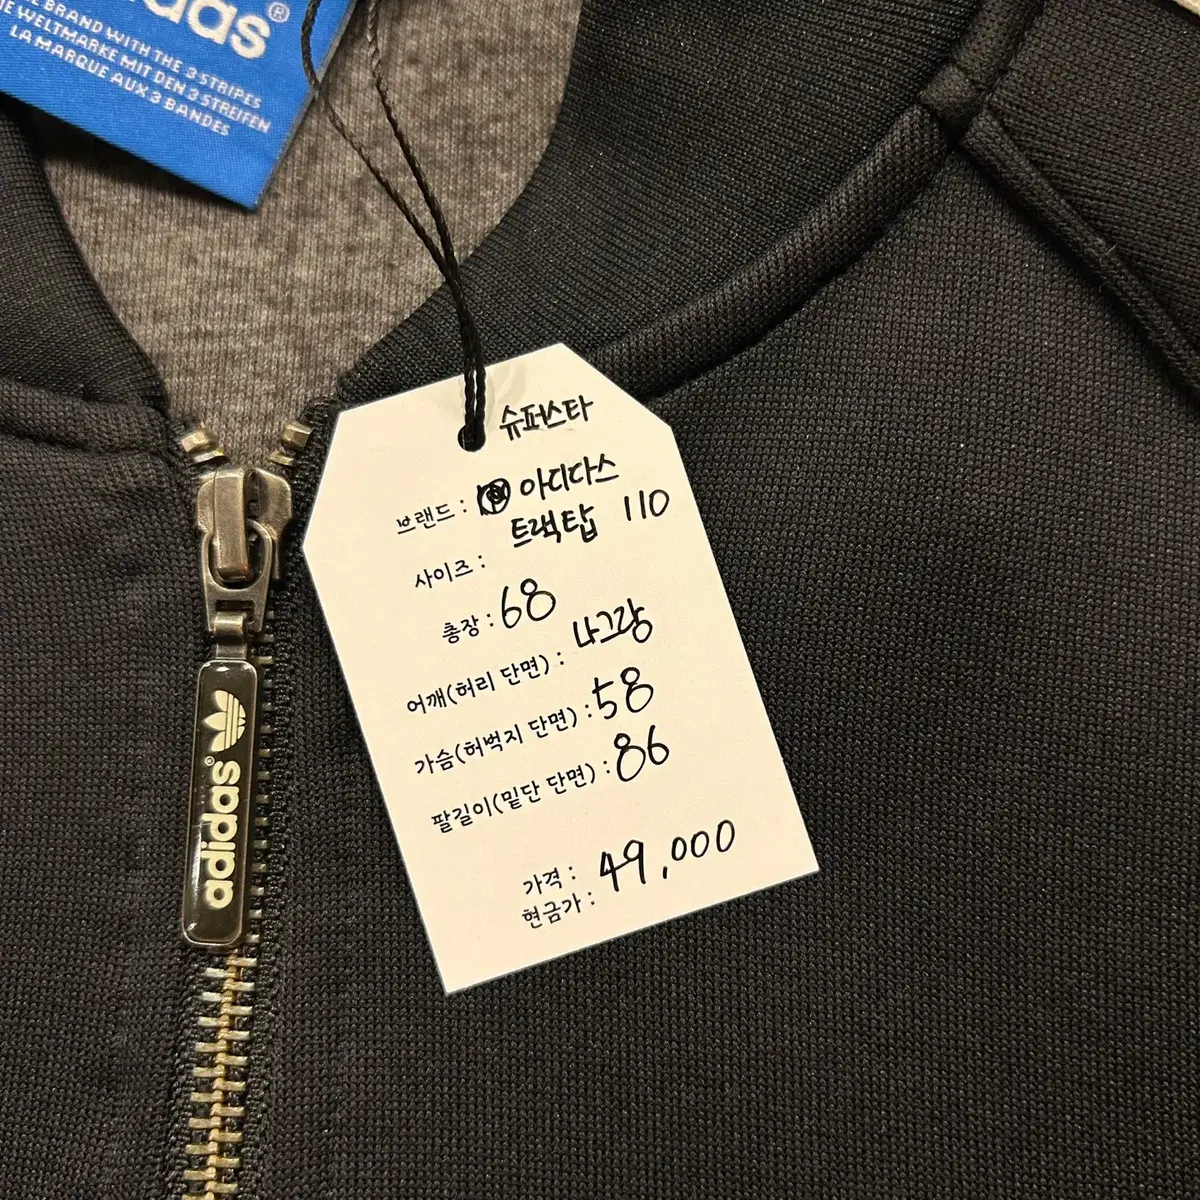 adidas®
BRAND WITH THE 3 STRIPES
WELTMARKE MIT DEN 3 STREIFEN
LA MARQUE AUX 3 BANDES
슈퍼스타
브랜드 : 아디다스
트랙탑 110
사이즈 :
총장 : 68
어깨(허리 단면) : 나그랑
가슴(허벅지 단면) : 58
팔길이(밑단 단면) : 86
가격 : 49,000
현금가 :
adidas®